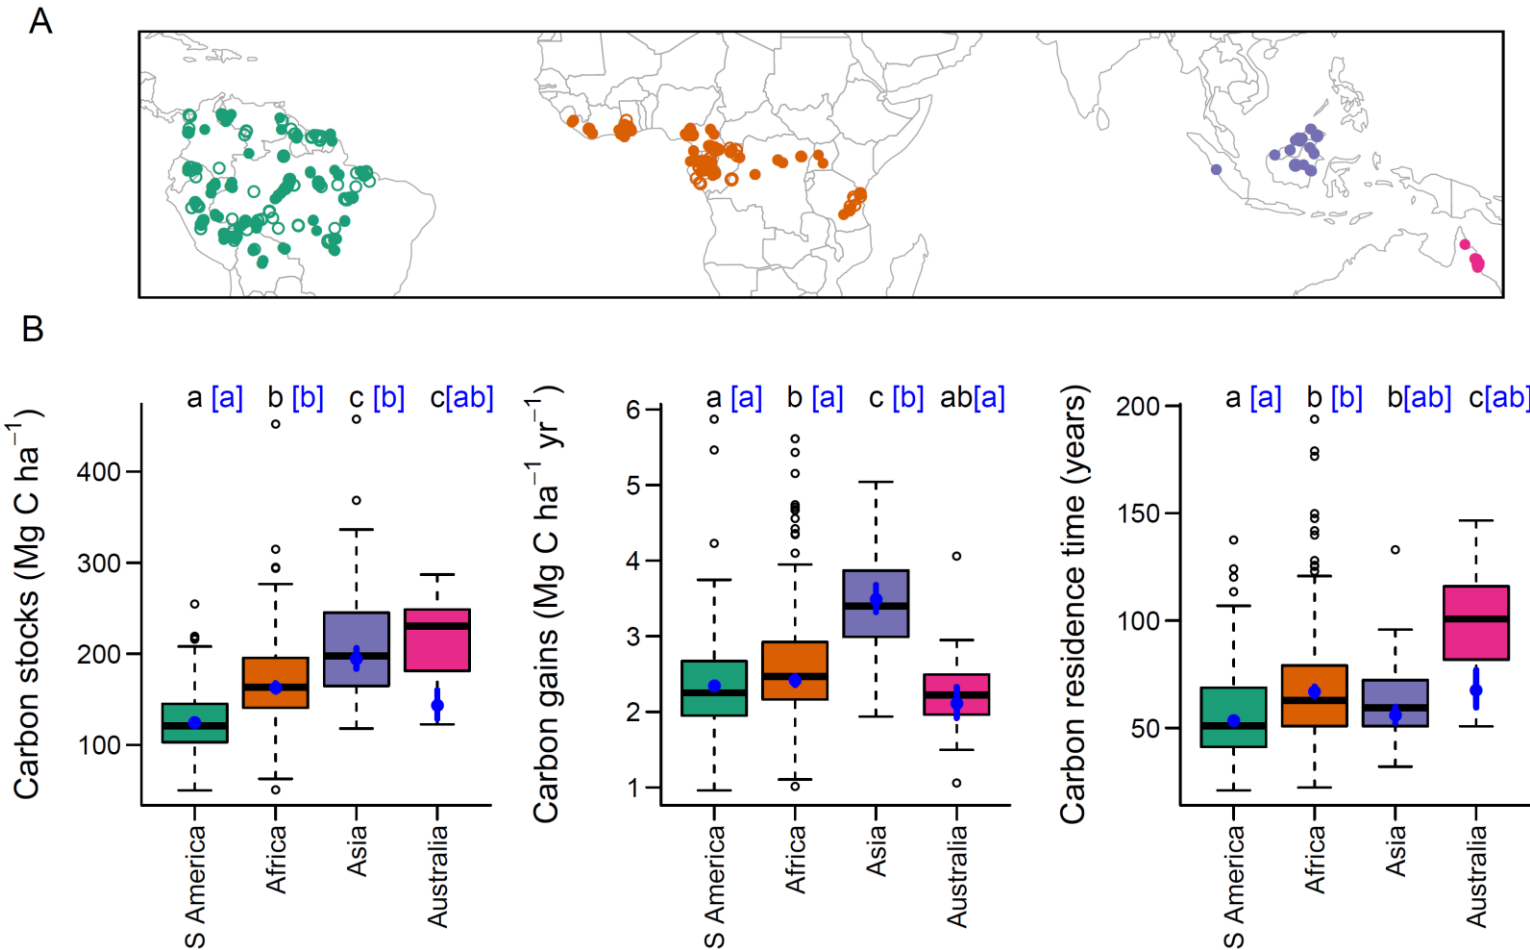 A
B
Carbon stocks (Mg C ha⁻¹)
a [a] b [b] c [b] c[ab]
400
300
200
100
S America
Africa
Asia
Australia
Carbon gains (Mg C ha⁻¹ yr⁻¹)
a [a] b [a] c [b] ab[a]
6
5
4
3
2
1
S America
Africa
Asia
Australia
Carbon residence time (years)
a [a] b [b] b[ab] c[ab]
200
150
100
50
S America
Africa
Asia
Australia